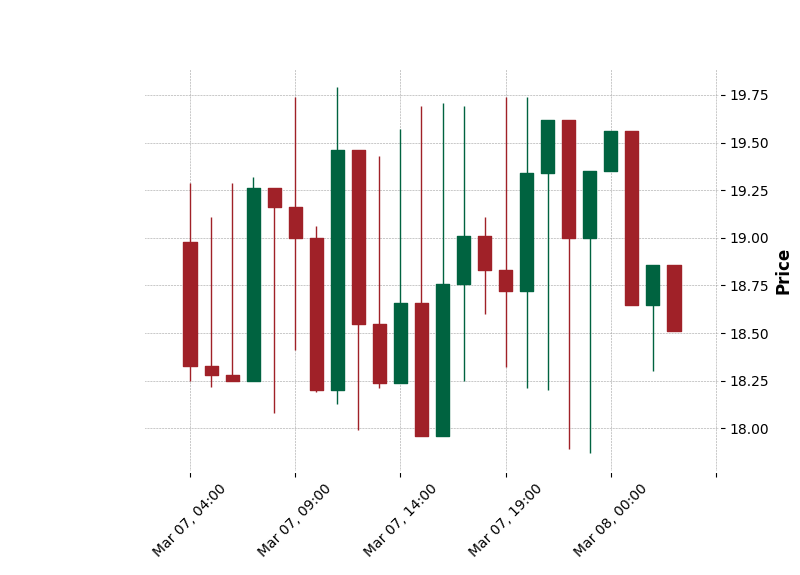 19.75
19.50
19.25
19.00
18.75
18.50
18.25
18.00
Price
Mar 07, 04:00
Mar 07, 09:00
Mar 07, 14:00
Mar 07, 19:00
Mar 08, 00:00